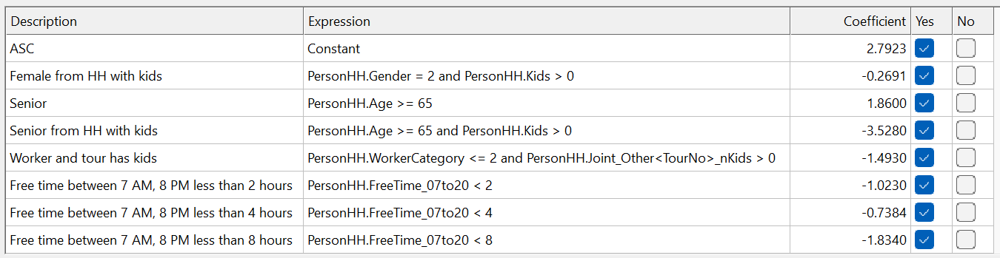 Description Expression Coefficient Yes No
ASC Constant 2.7923
Female from HH with kids PersonHH.Gender = 2 and PersonHH.Kids > 0 -0.2691
Senior PersonHH.Age >= 65 1.8600
Senior from HH with kids PersonHH.Age >= 65 and PersonHH.Kids > 0 -3.5280
Worker and tour has kids PersonHH.WorkerCategory <= 2 and PersonHH.Joint_Other<TourNo>_nKids > 0 -1.4930
Free time between 7 AM, 8 PM less than 2 hours PersonHH.FreeTime_07to20 < 2 -1.0230
Free time between 7 AM, 8 PM less than 4 hours PersonHH.FreeTime_07to20 < 4 -0.7384
Free time between 7 AM, 8 PM less than 8 hours PersonHH.FreeTime_07to20 < 8 -1.8340